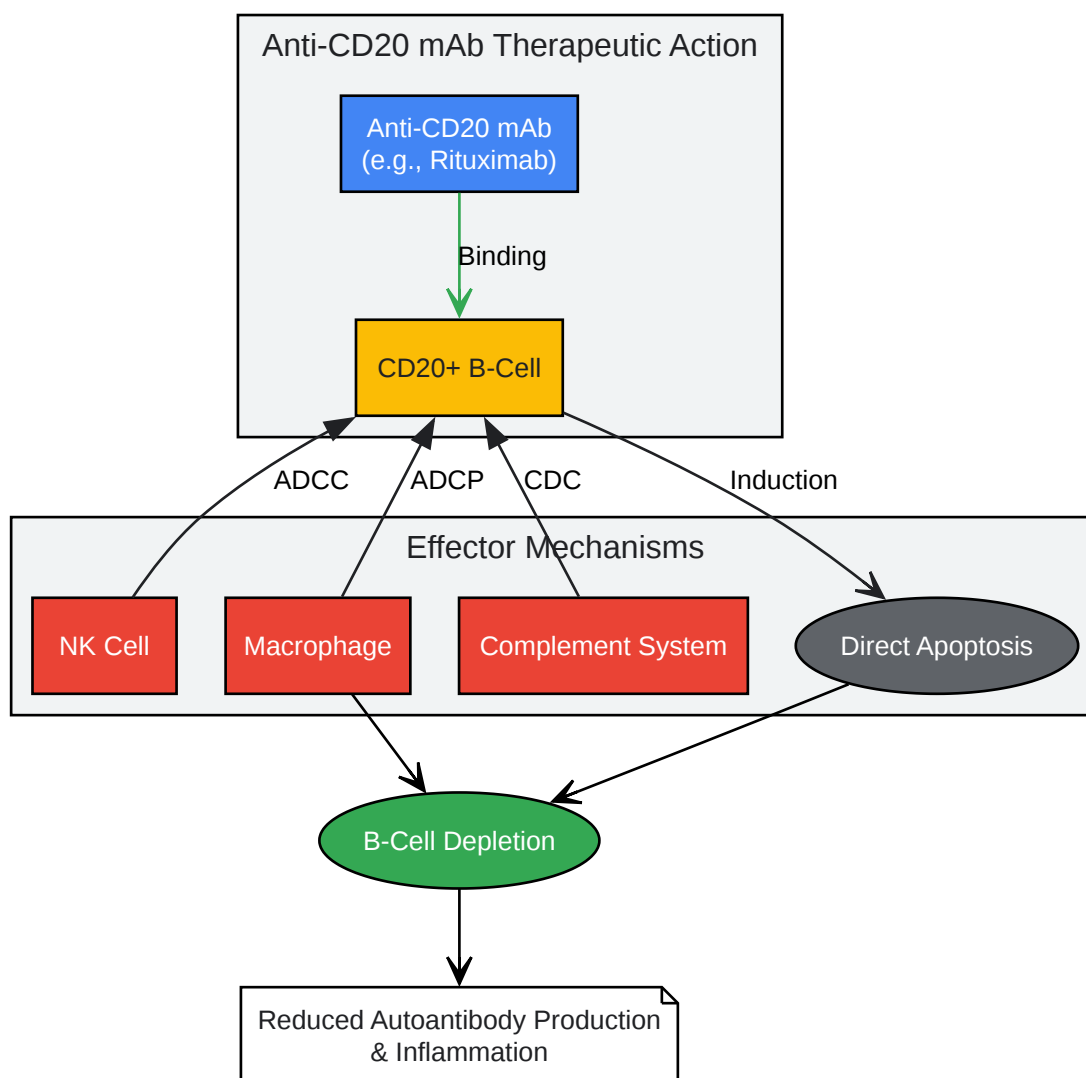 Anti-CD20 mAb Therapeutic Action
Anti-CD20 mAb
(e.g., Rituximab)
Binding
CD20+ B-Cell
ADCC
ADCP
CDC
Induction
Effector Mechanisms
NK Cell
Macrophage
Complement System
Direct Apoptosis
B-Cell Depletion
Reduced Autoantibody Production
& Inflammation